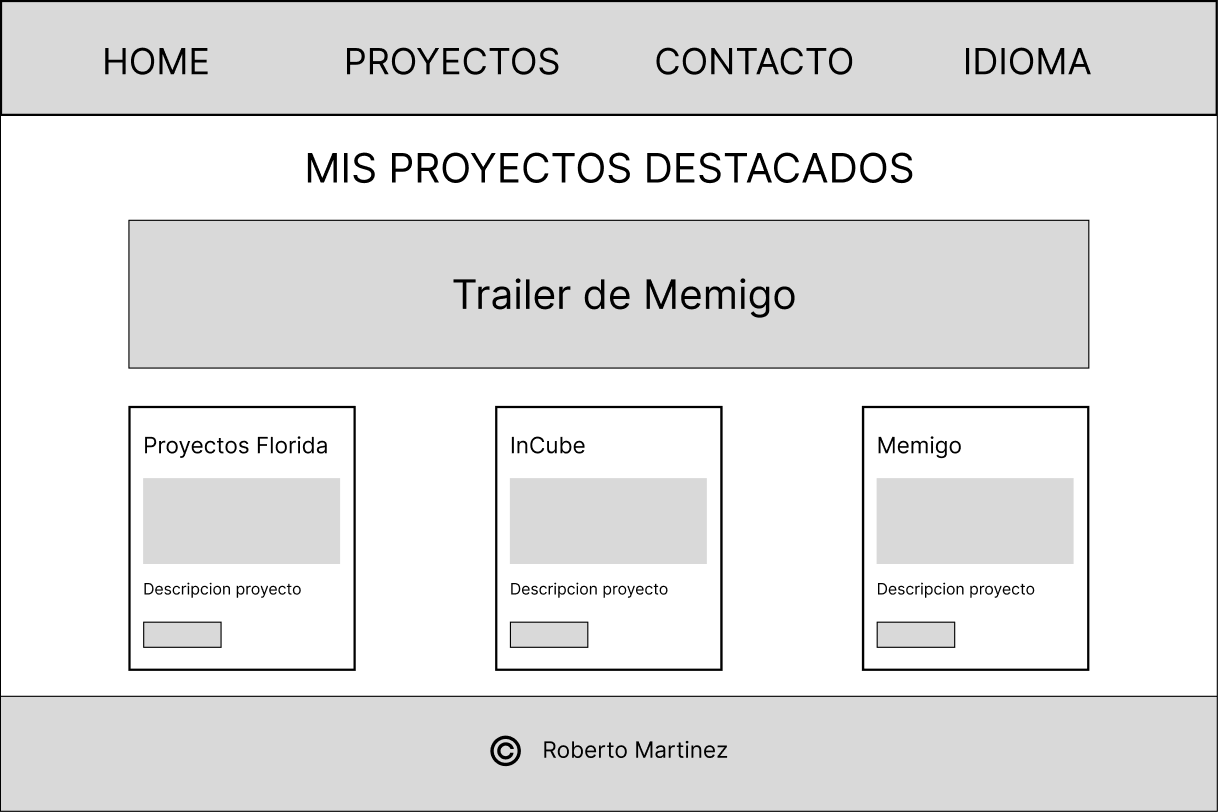 HOME PROYECTOS CONTACTO IDIOMA
MIS PROYECTOS DESTACADOS
Trailer de Memigo
Proyectos Florida
Descripcion proyecto
InCube
Descripcion proyecto
Memigo
Descripcion proyecto
© Roberto Martinez